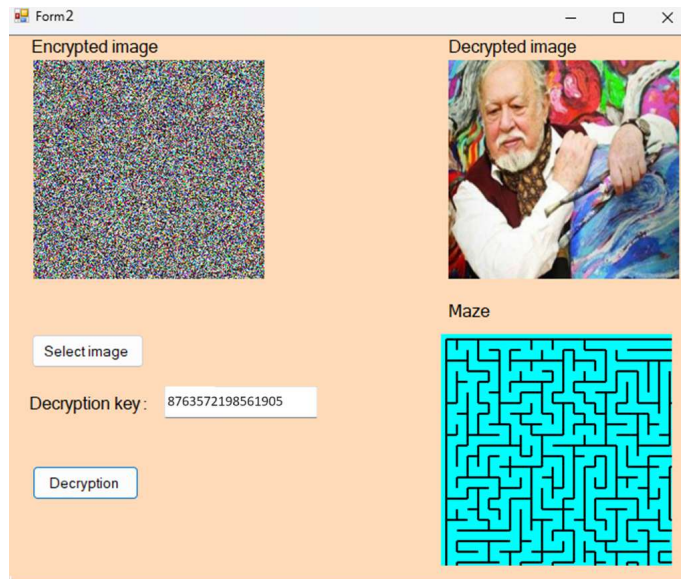 Form2
Encrypted image
Decrypted image
Maze
Select image
Decryption key :
8763572198561905
Decryption